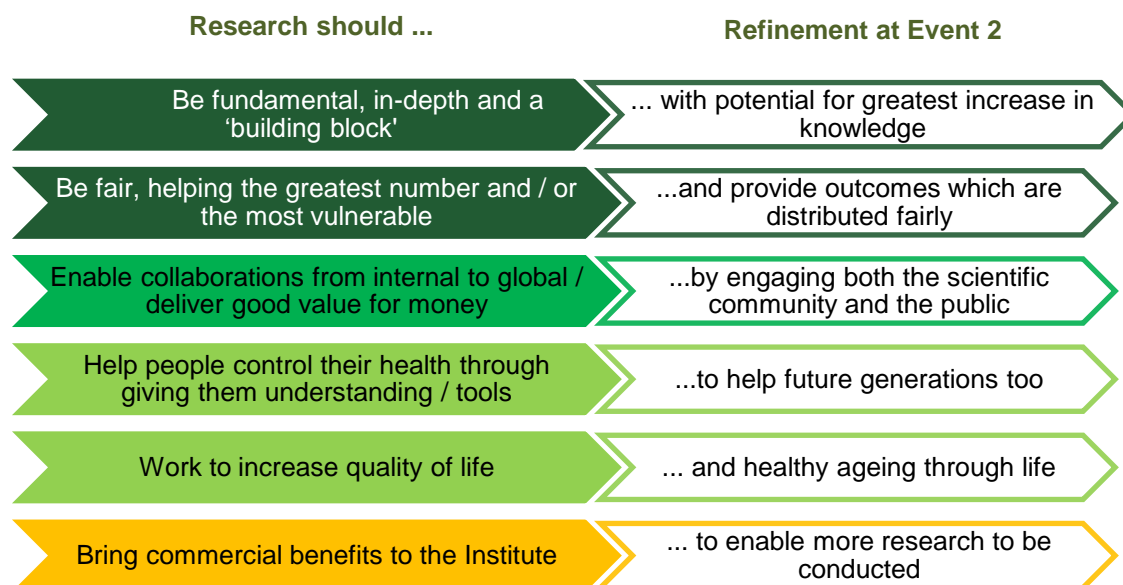 Research should ...
Refinement at Event 2
Be fundamental, in-depth and a
‘building block'
... with potential for greatest increase in
knowledge
Be fair, helping the greatest number and / or
the most vulnerable
...and provide outcomes which are
distributed fairly
Enable collaborations from internal to global /
deliver good value for money
...by engaging both the scientific
community and the public
Help people control their health through
giving them understanding / tools
...to help future generations too
Work to increase quality of life
... and healthy ageing through life
Bring commercial benefits to the Institute
... to enable more research to be
conducted